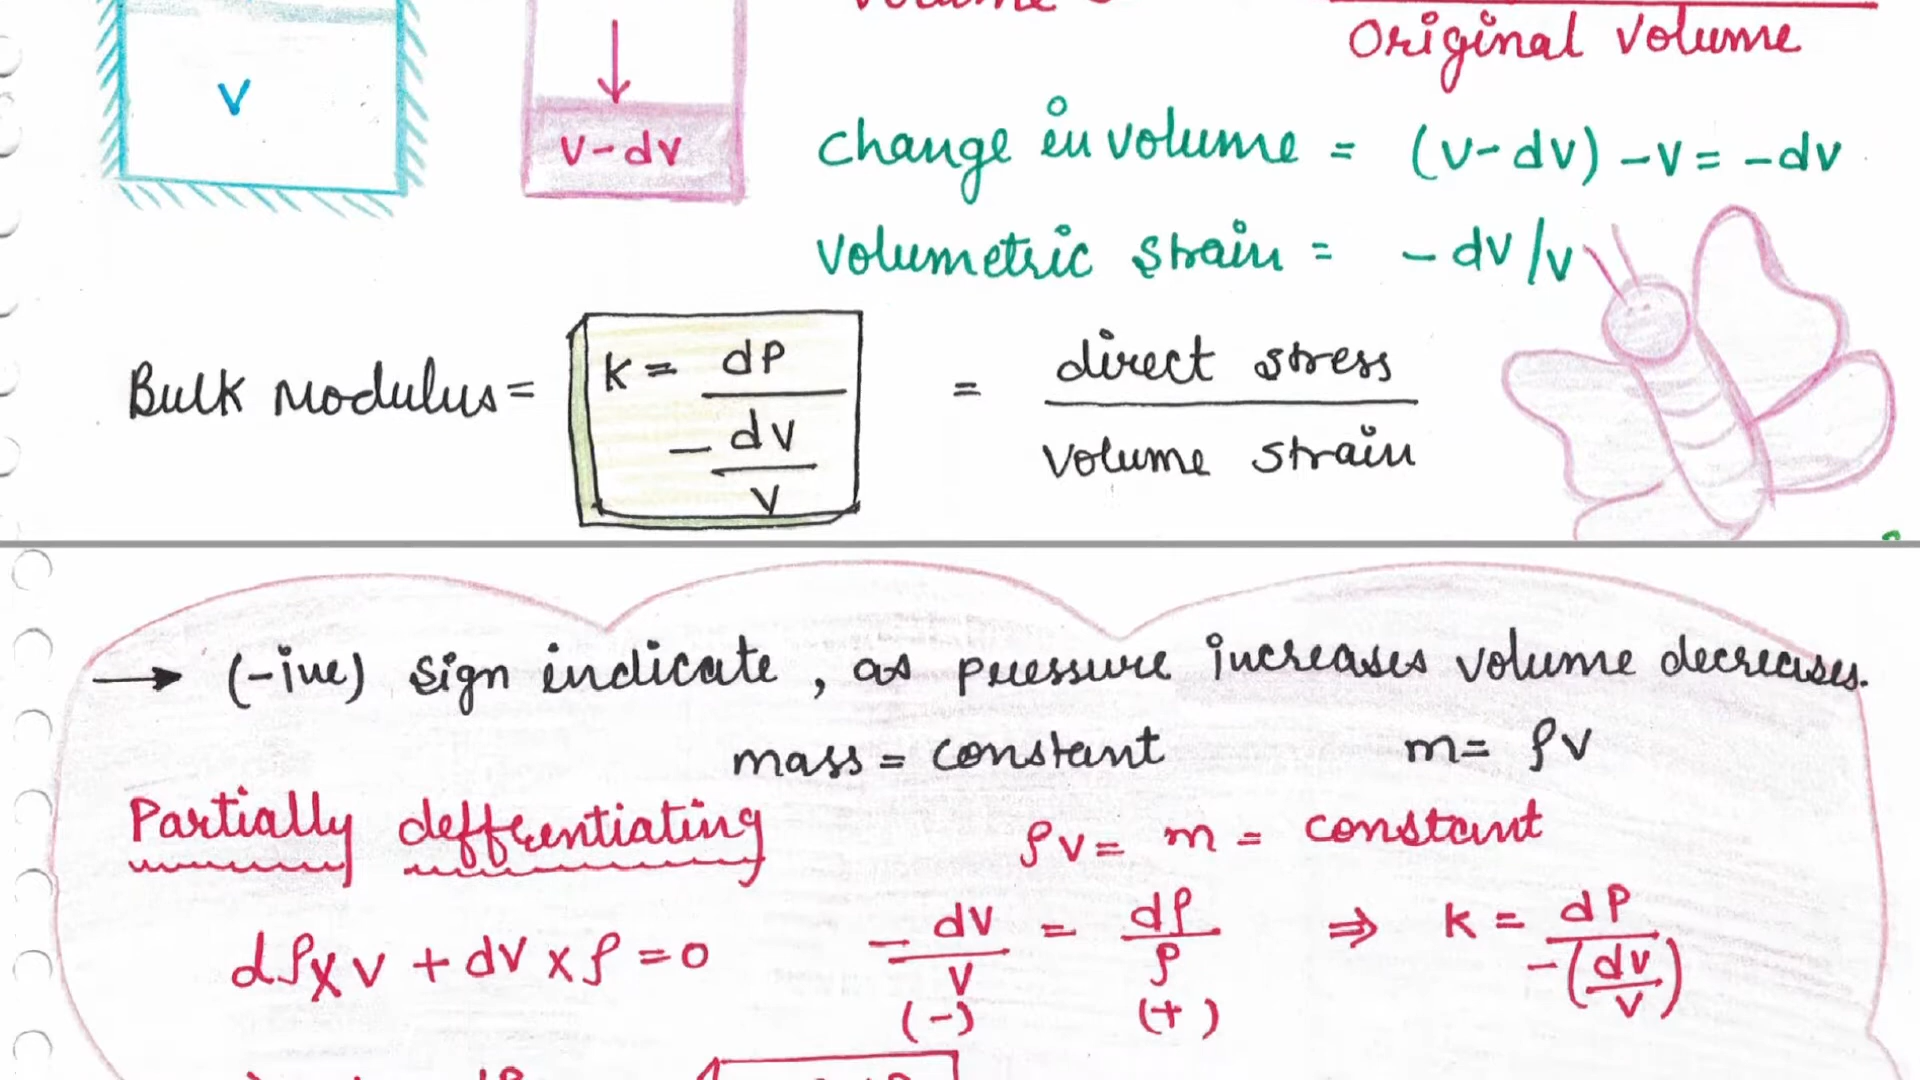 Volume
Original Volume
V
V-dV
Change in volume = (V-dV) -V = -dV
Volumetric Strain = - dV/V
Bulk Modulus = K = dP / - dV/V = direct stress / volume strain
→ (-ive) sign indicate, as pressure increases volume decreases.
mass = constant m= ρV
Partially defferentiating ρV = m = constant
dρ x V + dV x ρ = 0 - dV/V = dρ/ρ ⇒ K = dP / -(dV/V)
(-) (+)